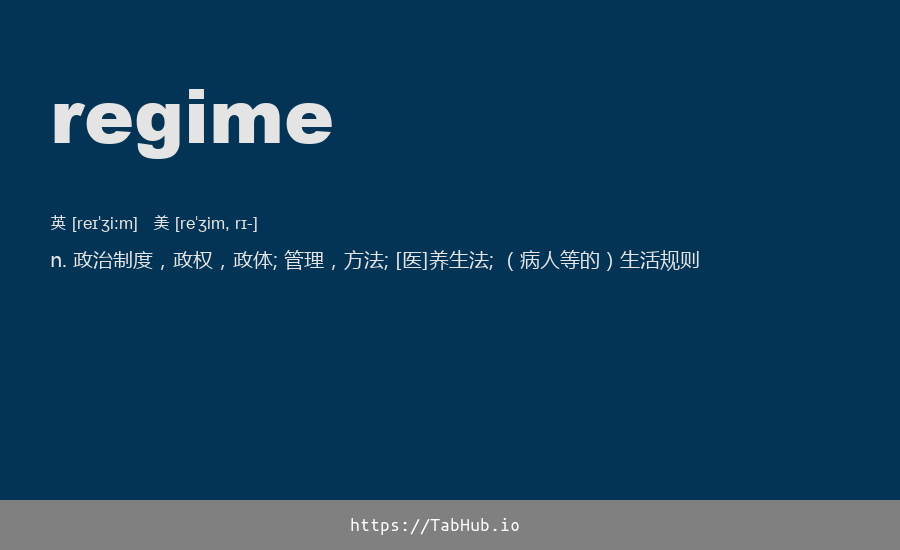 regime
英 [reɪˈʒiːm] 美 [reˈʒim, rɪ-]
n. 政治制度，政权，政体; 管理，方法; [医]养生法; （病人等的）生活规则
https://TabHub.io